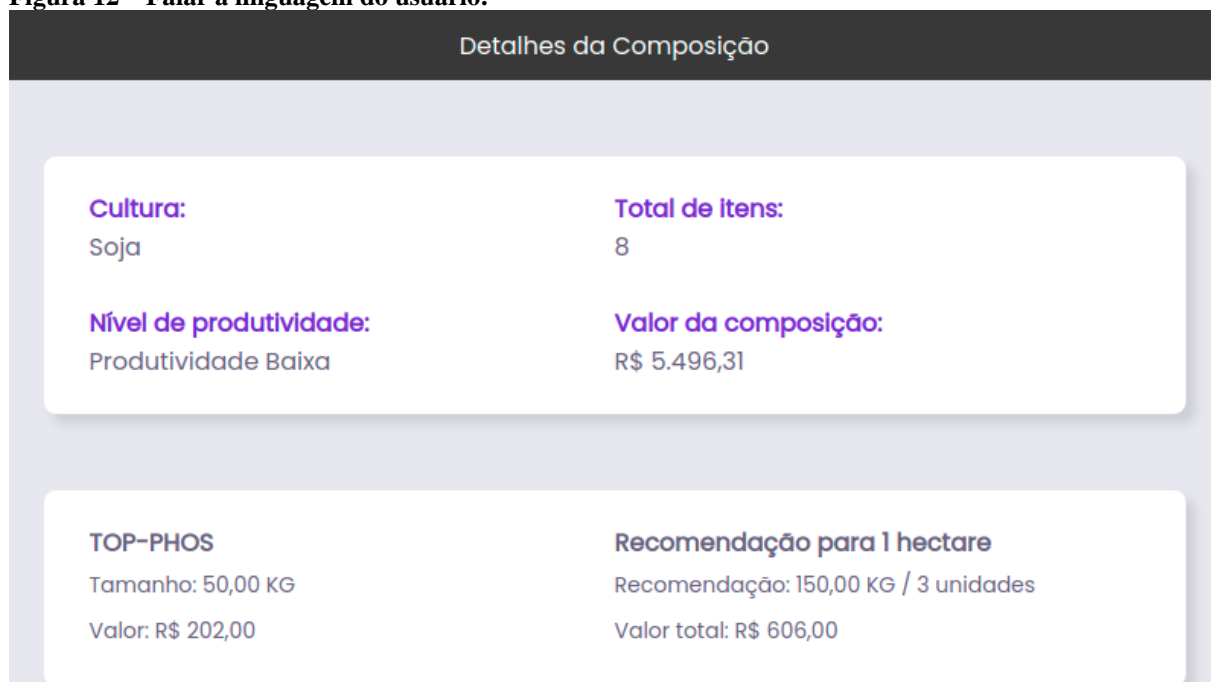 Figura 12 – Falar a linguagem do usuário.
Detalhes da Composição
Cultura:
Soja
Total de itens:
8
Nível de produtividade:
Produtividade Baixa
Valor da composição:
R$ 5.496,31
TOP-PHOS
Tamanho: 50,00 KG
Valor: R$ 202,00
Recomendação para 1 hectare
Recomendação: 150,00 KG / 3 unidades
Valor total: R$ 606,00